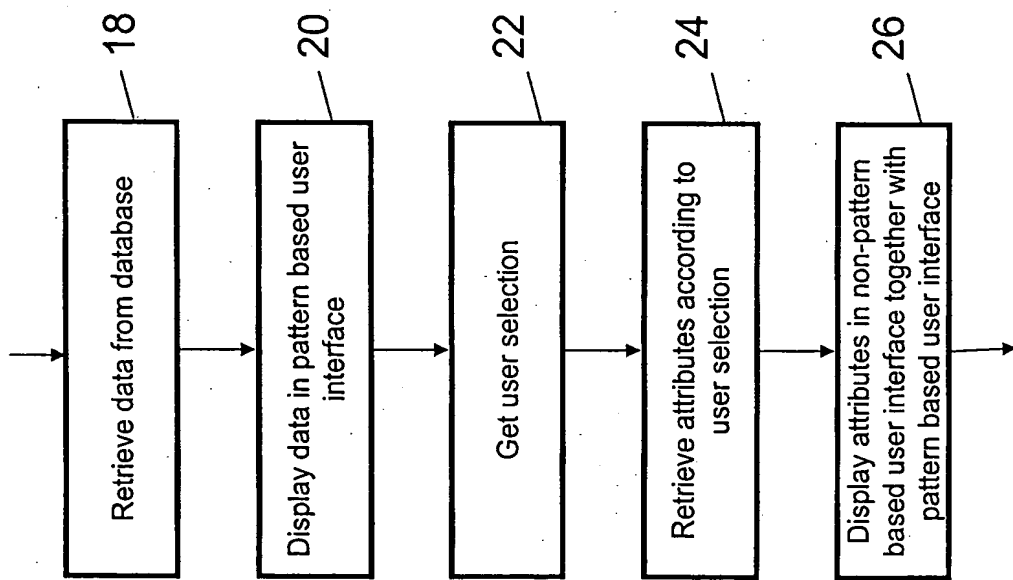 Retrieve data from database
18
Display data in pattern based user
interface
20
Get user selection
22
Retrieve attributes according to
user selection
24
Display attributes in non-pattern
based user interface together with
pattern based user interface
26